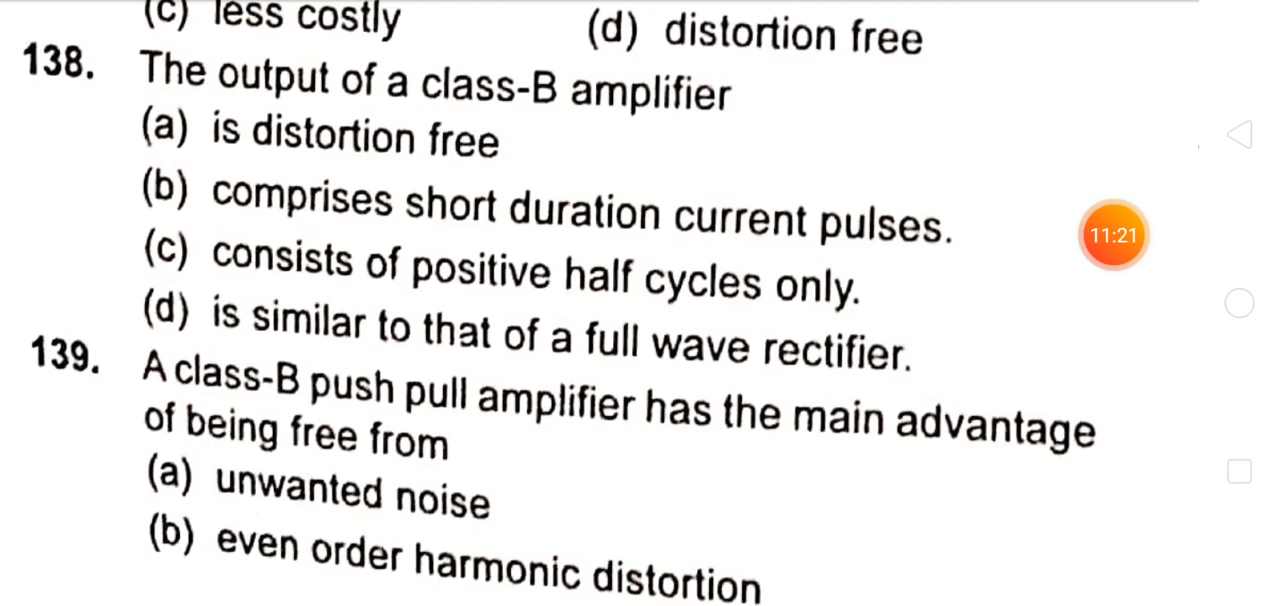 (c) less costly (d) distortion free
138. The output of a class-B amplifier
(a) is distortion free
(b) comprises short duration current pulses.
(c) consists of positive half cycles only.
(d) is similar to that of a full wave rectifier.
139. A class-B push pull amplifier has the main advantage
of being free from
(a) unwanted noise
(b) even order harmonic distortion
11:21